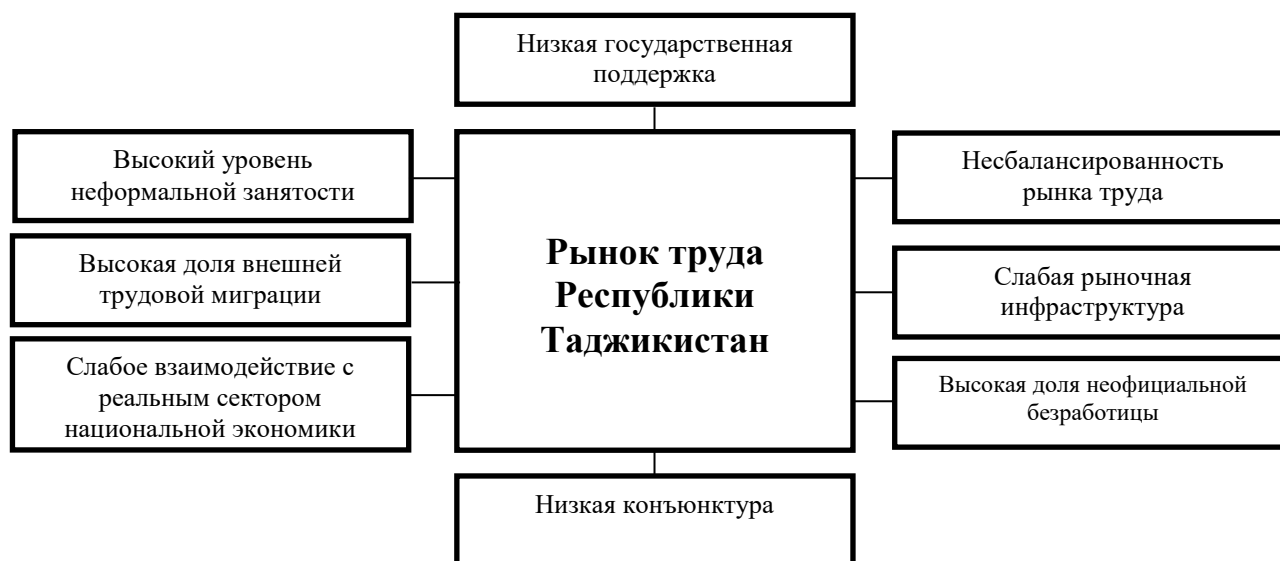 Низкая государственная
поддержка
Высокий уровень
неформальной занятости
Высокая доля внешней
трудовой миграции
Слабое взаимодействие с
реальным сектором
национальной экономики
Рынок труда
Республики
Таджикистан
Несбалансированность
рынка труда
Слабая рыночная
инфраструктура
Высокая доля неофициальной
безработицы
Низкая конъюнктура